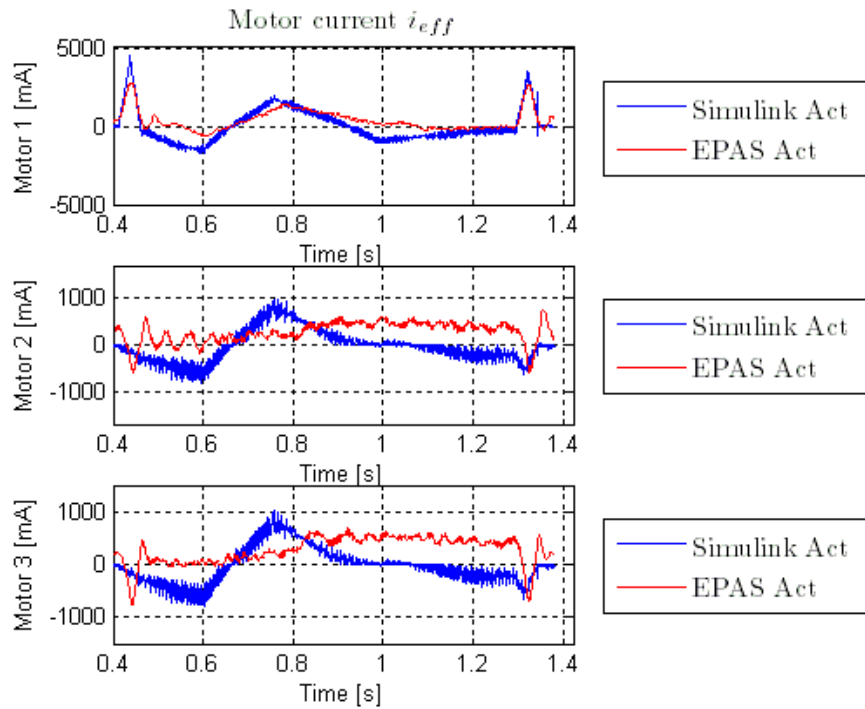 Motor current i_eff
Motor 1 [mA]
5000
0
-5000
0.4 0.6 0.8 1 1.2 1.4
Time [s]
Simulink Act
EPAS Act
Motor 2 [mA]
1000
0
-1000
0.4 0.6 0.8 1 1.2 1.4
Time [s]
Simulink Act
EPAS Act
Motor 3 [mA]
1000
0
-1000
0.4 0.6 0.8 1 1.2 1.4
Time [s]
Simulink Act
EPAS Act